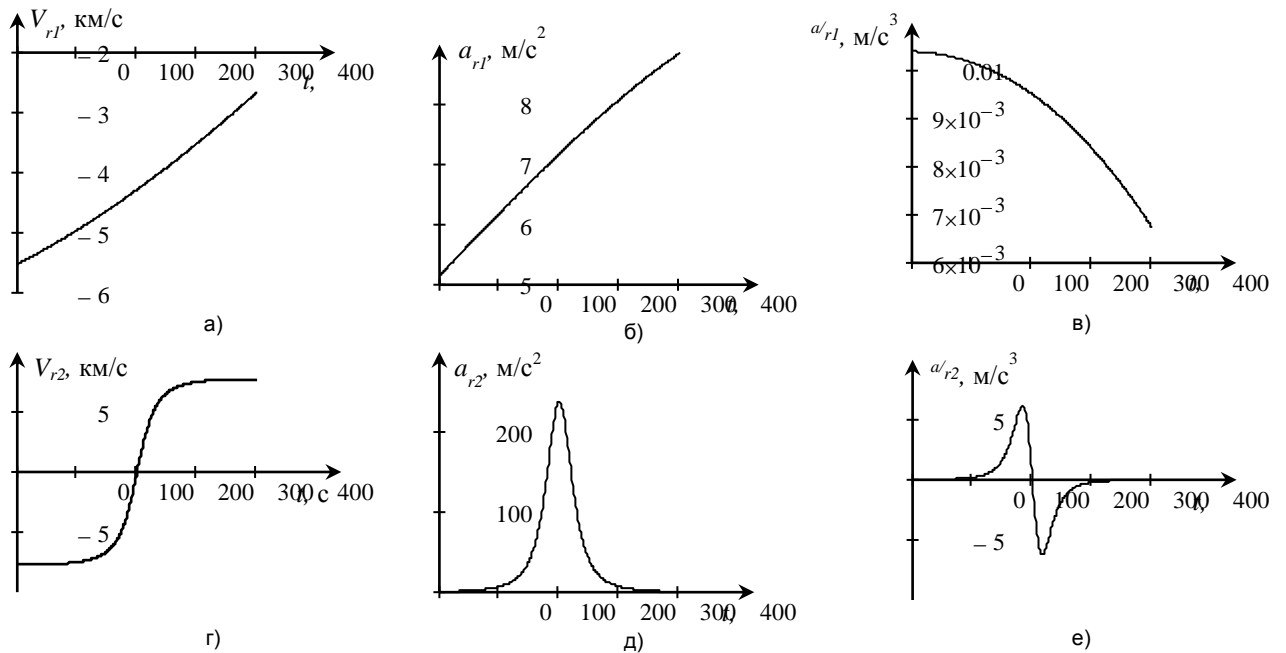 V_r1, км/с
– 2
0 100 200 300 400
t,
– 3
– 4
– 5
– 6
а)
a_r1, м/с²
8
7
6
5
0 100 200 300 400
t,
б)
a/r1, м/с³
0.01
9×10⁻³
8×10⁻³
7×10⁻³
6×10⁻³
0 100 200 300 400
t,
в)
V_r2, км/с
5
0 100 200 300 400
t, с
– 5
г)
a_r2, м/с²
200
100
0 100 200 300 400
t,
д)
a/r2, м/с³
5
0 100 200 300 400
t,
– 5
е)